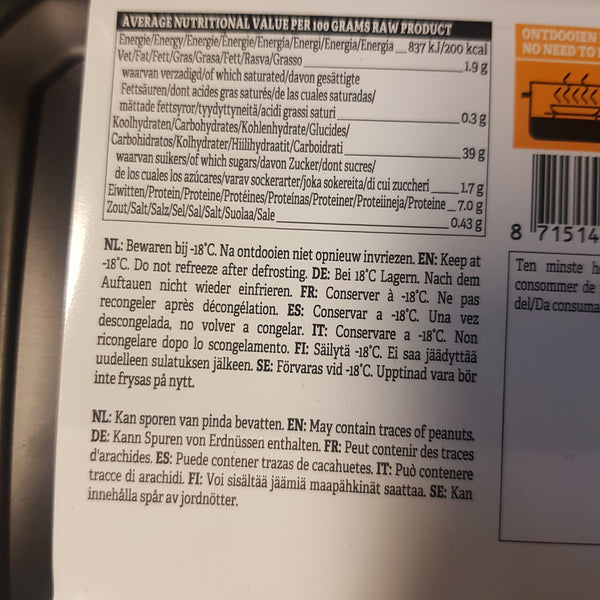 AVERAGE NUTRITIONAL VALUE PER 100 GRAMS RAW PRODUCT
Energie/Energy/Energie/Énergie/Energía/Energi/Energia/Energia 837 kJ/200 kcal
Vet/Fat/Fett/Gras/Grasa/Fett/Rasva/Grasso 1.9 g
waarvan verzadigd/of which saturated/davon gesättigte
Fettsäuren/dont acides gras saturés/de las cuales saturadas/
mättade fettsyror/tyydyttyneitä/acidi grassi saturi 0.3 g
Koolhydraten/Carbohydrates/Kohlenhydrate/Glucides/
Carbohidratos/Kolhydrater/Hiilihydraatit/Carboidrati 39 g
waarvan suikers/of which sugars/davon Zucker/dont sucres/
de los cuales los azúcares/varav sockerarter/joka sokereita/di cui zuccheri 1.7 g
Eiwitten/Protein/Proteine/Protéines/Proteínas/Proteiner/Proteiineja/Proteine 7.0 g
Zout/Salt/Salz/Sel/Sal/Salt/Suolaa/Sale 0.43 g
NL: Bewaren bij -18°C. Na ontdooien niet opnieuw invriezen. EN: Keep at
-18°C. Do not refreeze after defrosting. DE: Bei 18°C Lagern. Nach dem
Auftauen nicht wieder einfrieren. FR: Conserver à -18°C. Ne pas
recongeler après décongélation. ES: Conservar a -18°C. Una vez
descongelada, no volver a congelar. IT: Conservare a -18°C. Non
ricongelare dopo lo scongelamento. FI: Säilytä -18°C. Ei saa jäädyttää
uudelleen sulatuksen jälkeen. SE: Förvaras vid -18°C. Upptinad vara bör
inte frysas på nytt.
NL: Kan sporen van pinda bevatten. EN: May contain traces of peanuts.
DE: Kann Spuren von Erdnüssen enthalten. FR: Peut contenir des traces
d'arachides. ES: Puede contener trazas de cacahuetes. IT: Può contenere
tracce di arachidi. FI: Voi sisältää jäämiä maapähkinät saattaa. SE: Kan
innehålla spår av jordnötter.
ONTDOOIEN
NO NEED TO
8 71514
Ten minste
consommer de
del/Da consuma